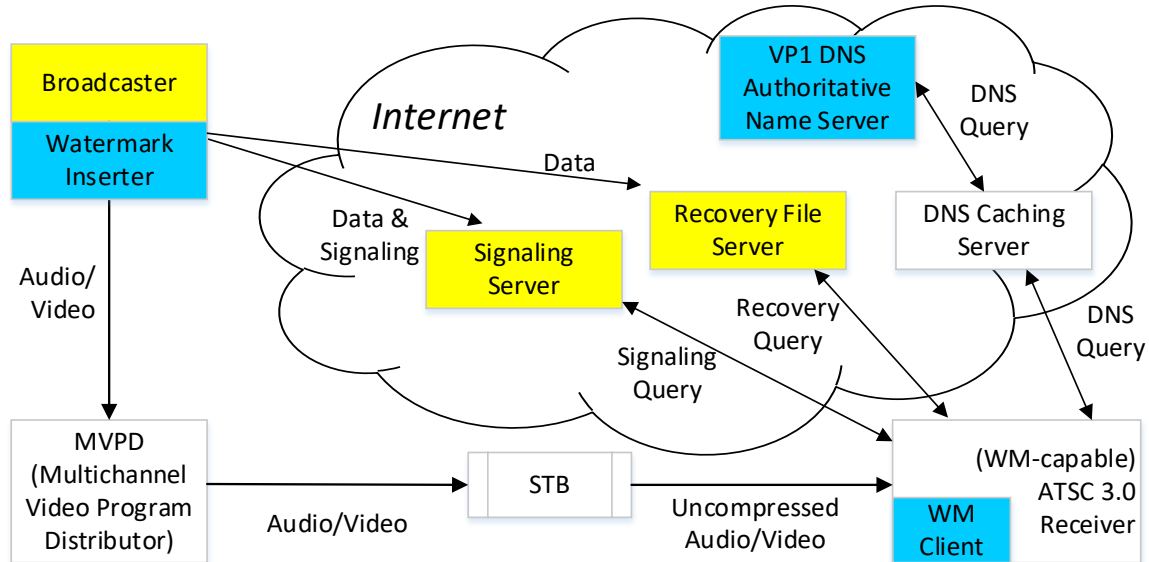 Broadcaster
Watermark
Inserter
Internet
VP1 DNS
Authoritative
Name Server
DNS
Query
Data
Data &
Signaling
Signaling
Server
Recovery File
Server
DNS Caching
Server
Audio/
Video
Recovery
Query
DNS
Query
Signaling
Query
MVPD
(Multichannel
Video Program
Distributor)
Audio/Video
STB
Uncompressed
Audio/Video
(WM-capable)
ATSC 3.0
Receiver
WM
Client